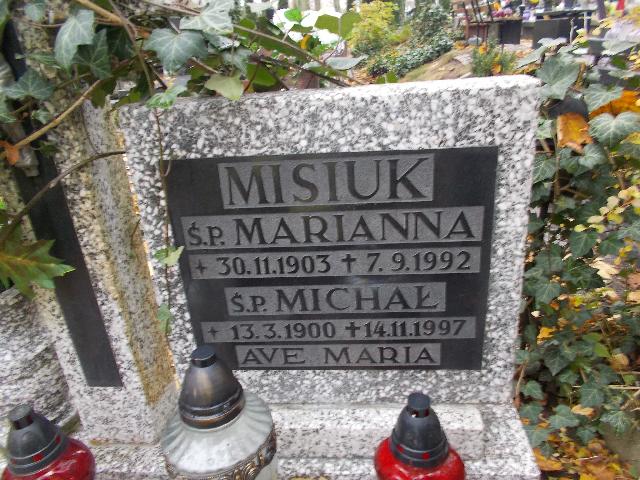 MISIUK
Ś.P. MARIANNA
+ 30.11.1903 ✝ 7.9.1992
Ś.P. MICHAŁ
+ 13.3.1900 ✝ 14.11.1997
AVE MARIA